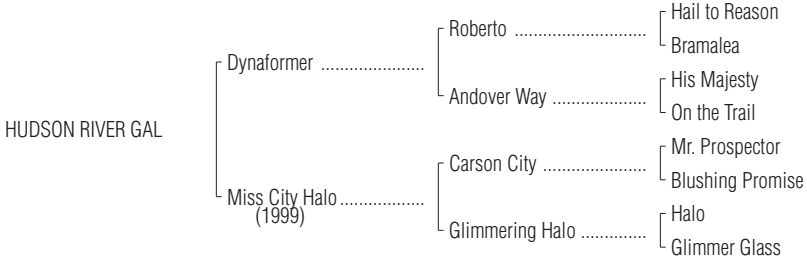 Hail to Reason
Roberto ............................
Bramalea
Dynaformer ......................
His Majesty
Andover Way ....................
On the Trail
HUDSON RIVER GAL
Mr. Prospector
Carson City ......................
Blushing Promise
Miss City Halo ..................
(1999)
Halo
Glimmering Halo ..............
Glimmer Glass